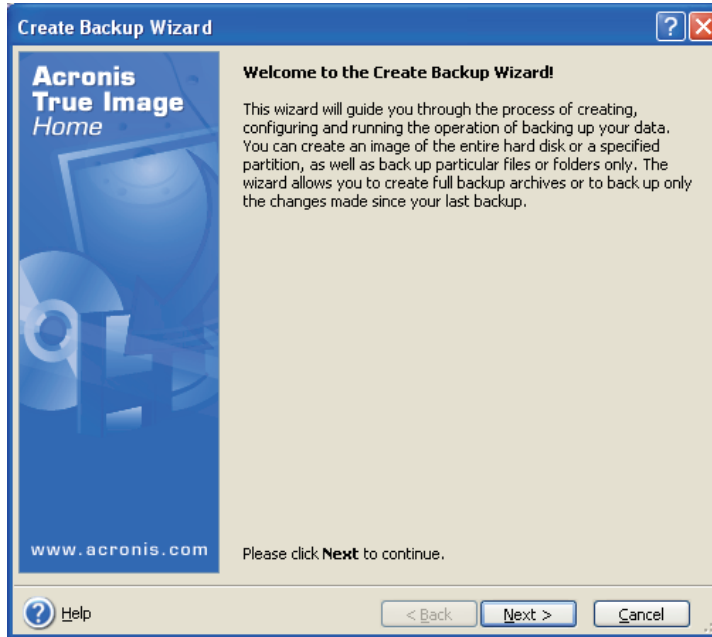 Create Backup Wizard
Acronis
True Image
Home
Welcome to the Create Backup Wizard!
This wizard will guide you through the process of creating,
configuring and running the operation of backing up your data.
You can create an image of the entire hard disk or a specified
partition, as well as back up particular files or folders only. The
wizard allows you to create full backup archives or to back up only
the changes made since your last backup.
www.acronis.com
Please click Next to continue.
Help
< Back
Next >
Cancel